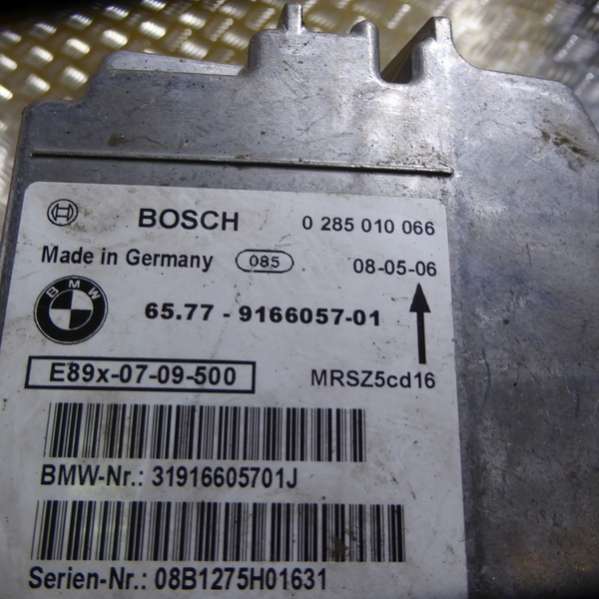 BOSCH 0 285 010 066
Made in Germany 085 08-05-06
BMW 65.77 - 9166057-01
E89x-07-09-500 MRSZ5cd16
BMW-Nr.: 31916605701J
Serien-Nr.: 08B1275H01631